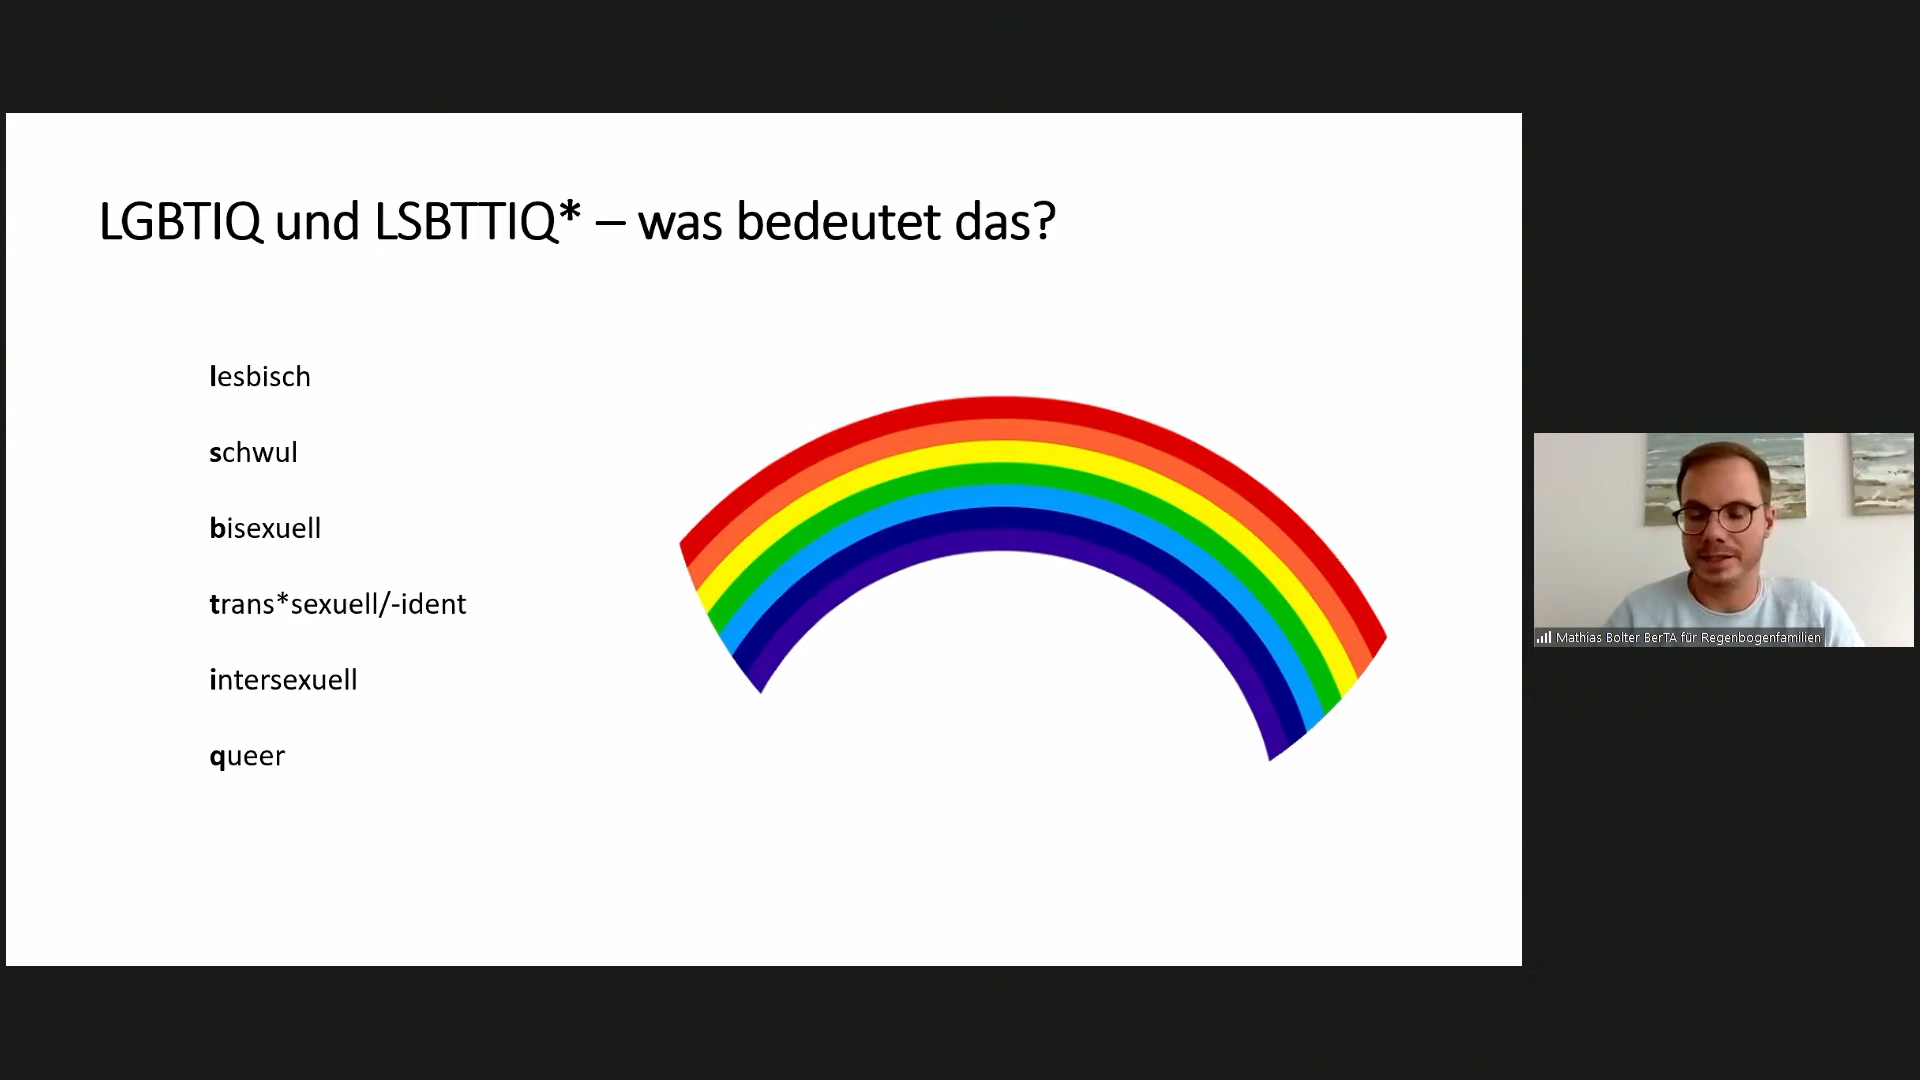 LGBTIQ und LSBTTIQ* – was bedeutet das?
lesbisch
schwul
bisexuell
trans*sexuell/-ident
intersexuell
queer
Mathias Bolter BerTA für Regenbogenfamilien